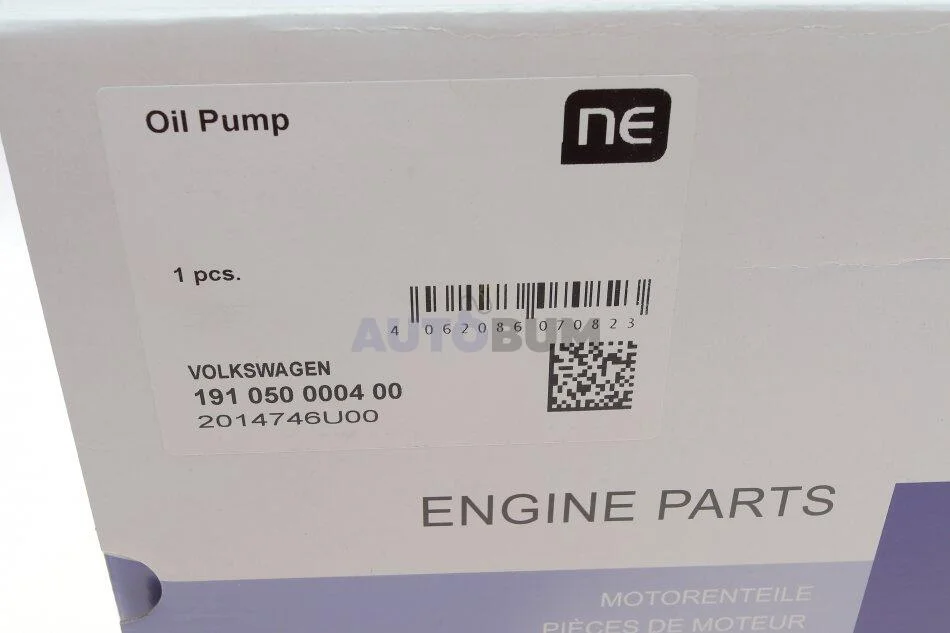 Oil Pump
NE
1 pcs.
4 062086 070823
AUTOBUM
VOLKSWAGEN
191 050 0004 00
2014746U00
ENGINE PARTS
MOTORENTEILE
PIÈCES DE MOTEUR